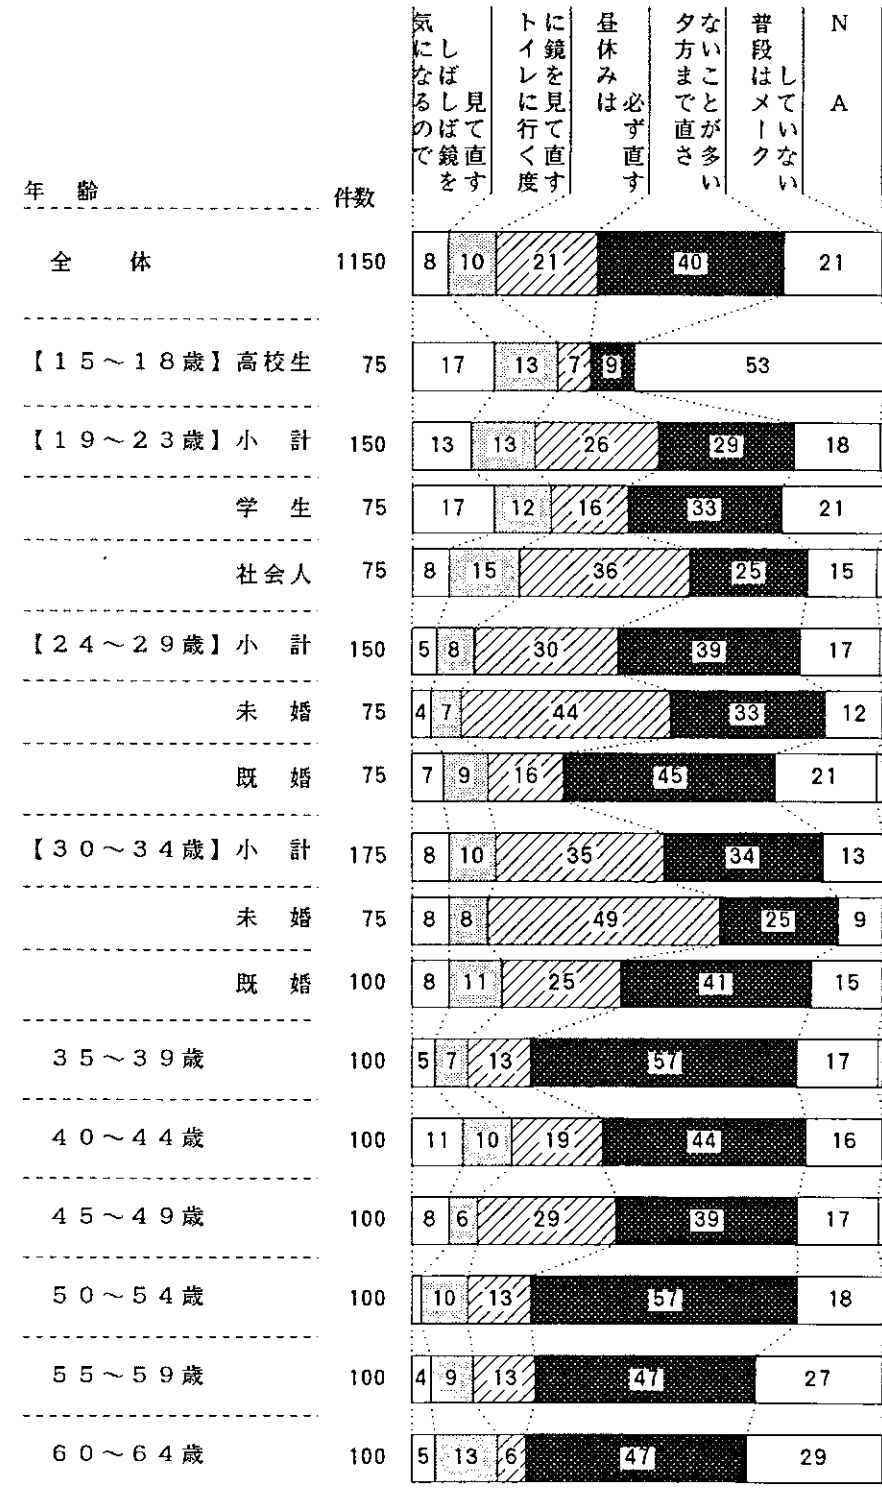 気になるので
しばしば鏡を
見て直す
トイレに行く度
に鏡を見て直す
昼休みは
必ず直す
夕方まで直さ
ないことが多い
普段はメーク
していない
N A
年 齢 件数
全 体 1150 8 10 21 40 21
【15～18歳】高校生 75 17 13 7 9 53
【19～23歳】小 計 150 13 13 26 29 18
学 生 75 17 12 16 33 21
社会人 75 8 15 36 25 15
【24～29歳】小 計 150 5 8 30 39 17
未 婚 75 4 7 44 33 12
既 婚 75 7 9 16 45 21
【30～34歳】小 計 175 8 10 35 34 13
未 婚 75 8 8 49 25 9
既 婚 100 8 11 25 41 15
35～39歳 100 5 7 13 57 17
40～44歳 100 11 10 19 44 16
45～49歳 100 8 6 29 39 17
50～54歳 100 10 13 57 18
55～59歳 100 4 9 13 47 27
60～64歳 100 5 13 6 47 29